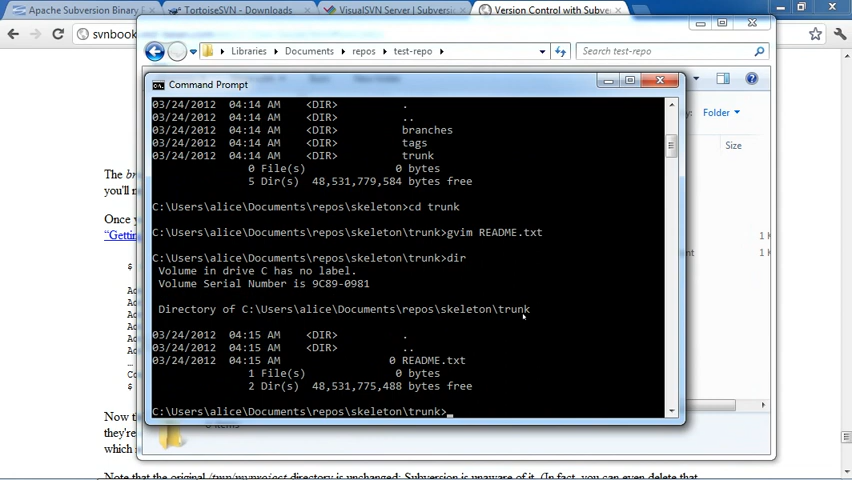 Apache Subversion Binary
TortoiseSVN - Downloads
VisualSVN Server | Subversi
Version Control with Subve
svnbook
Libraries
Documents
repos
test-repo
Search test-repo
Command Prompt
Folder
Size
03/24/2012 04:14 AM <DIR> .
03/24/2012 04:14 AM <DIR> ..
03/24/2012 04:14 AM <DIR> branches
03/24/2012 04:14 AM <DIR> tags
03/24/2012 04:14 AM <DIR> trunk
0 File(s) 0 bytes
5 Dir(s) 48,531,779,584 bytes free
C:\Users\alice\Documents\repos\skeleton>cd trunk
C:\Users\alice\Documents\repos\skeleton\trunk>gvim README.txt
C:\Users\alice\Documents\repos\skeleton\trunk>dir
Volume in drive C has no label.
Volume Serial Number is 9C89-0981
Directory of C:\Users\alice\Documents\repos\skeleton\trunk
03/24/2012 04:15 AM <DIR> .
03/24/2012 04:15 AM <DIR> ..
03/24/2012 04:15 AM 0 README.txt
1 File(s) 0 bytes
2 Dir(s) 48,531,775,488 bytes free
C:\Users\alice\Documents\repos\skeleton\trunk>_
The
you'll
Once
"Getting
$
$
Now
they're
which
Note that the original /tmp/myproject directory is unchanged; Subversion is unaware of it. (In fact, you can even delete that